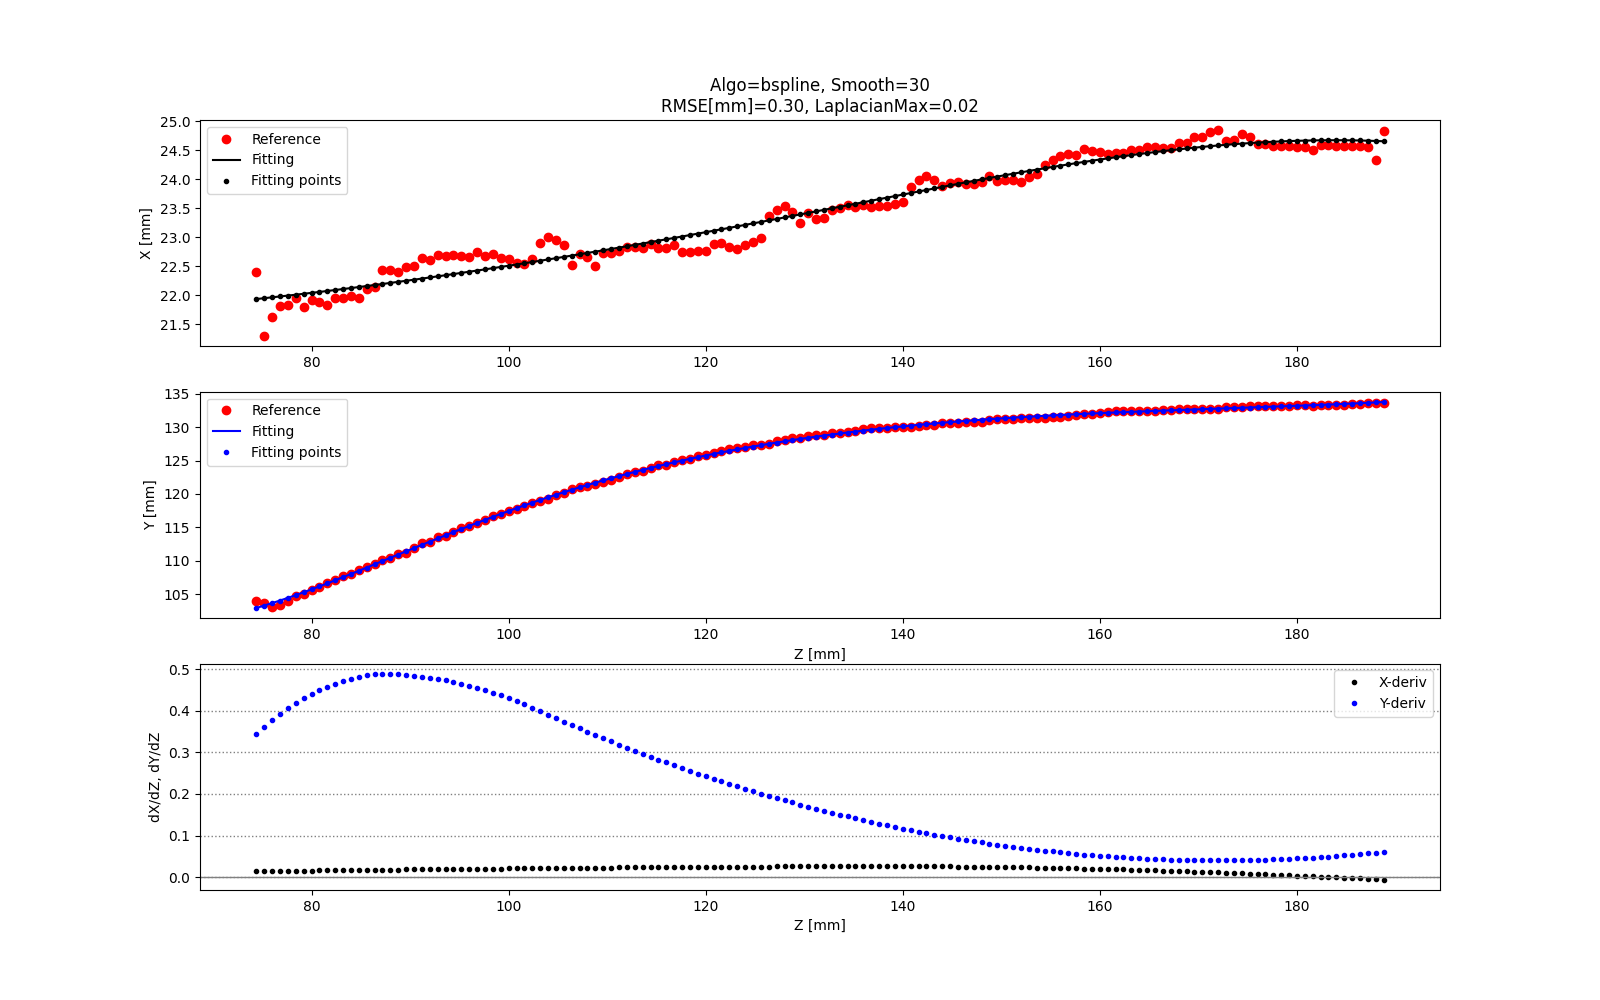 Algo=bspline, Smooth=30
RMSE[mm]=0.30, LaplacianMax=0.02
25.0
24.5
24.0
23.5
23.0
22.5
22.0
21.5
X [mm]
Reference
Fitting
Fitting points
80
100
120
140
160
180
135
130
125
120
115
110
105
Y [mm]
Reference
Fitting
Fitting points
80
100
120
140
160
180
Z [mm]
0.5
0.4
0.3
0.2
0.1
0.0
dX/dZ, dY/dZ
X-deriv
Y-deriv
80
100
120
140
160
180
Z [mm]